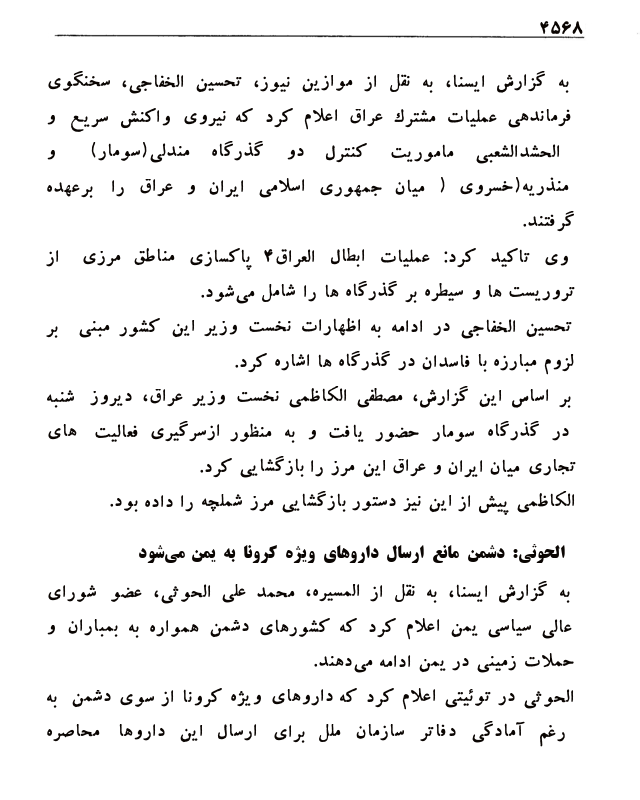 ۴۵۶۸
به گزارش ایسنا، به نقل از موازین نیوز، تحسین الخفاجی، سخنگوی
فرماندهی عملیات مشترك عراق اعلام کرد که نیروی واکنش سریع و
الحشدالشعبی ماموریت کنترل دو گذرگاه مندلی(سومار) و
منذریه(خسروی ( میان جمهوری اسلامی ایران و عراق را برعهده
گرفتند.
وی تاکید کرد: عملیات ابطال العراق۴ پاکسازی مناطق مرزی از
تروریست ها و سیطره بر گذرگاه ها را شامل می‌شود.
تحسین الخفاجی در ادامه به اظهارات نخست وزیر این کشور مبنی بر
لزوم مبارزه با فاسدان در گذرگاه ها اشاره کرد.
بر اساس این گزارش، مصطفی الکاظمی نخست وزیر عراق، دیروز شنبه
در گذرگاه سومار حضور یافت و به منظور ازسرگیری فعالیت های
تجاری میان ایران و عراق این مرز را بازگشایی کرد.
الکاظمی پیش از این نیز دستور بازگشایی مرز شملچه را داده بود.
الحوثی: دشمن مانع ارسال داروهای ویژه کرونا به یمن می‌شود
به گزارش ایسنا، به نقل از المسیره، محمد علی الحوثی، عضو شورای
عالی سیاسی یمن اعلام کرد که کشورهای دشمن همواره به بمباران و
حملات زمینی در یمن ادامه می‌دهند.
الحوثی در توئیتی اعلام کرد که داروهای ویژه کرونا از سوی دشمن به
رغم آمادگی دفاتر سازمان ملل برای ارسال این داروها محاصره